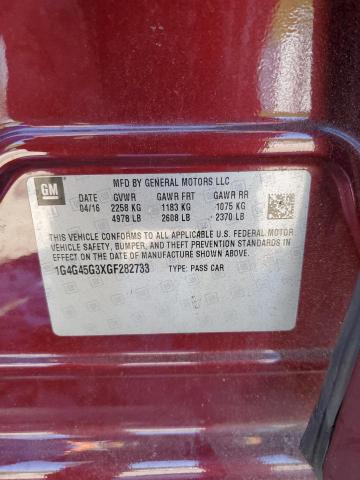 GM
MFD BY GENERAL MOTORS LLC
DATE GVWR GAWR FRT GAWR RR
04/16 2258 KG 1183 KG 1075 KG
4978 LB 2608 LB 2370 LB
THIS VEHICLE CONFORMS TO ALL APPLICABLE U.S. FEDERAL MOTOR
VEHICLE SAFETY, BUMPER, AND THEFT PREVENTION STANDARDS IN
EFFECT ON THE DATE OF MANUFACTURE SHOWN ABOVE.
1G4G45G3XGF282733 TYPE: PASS CAR